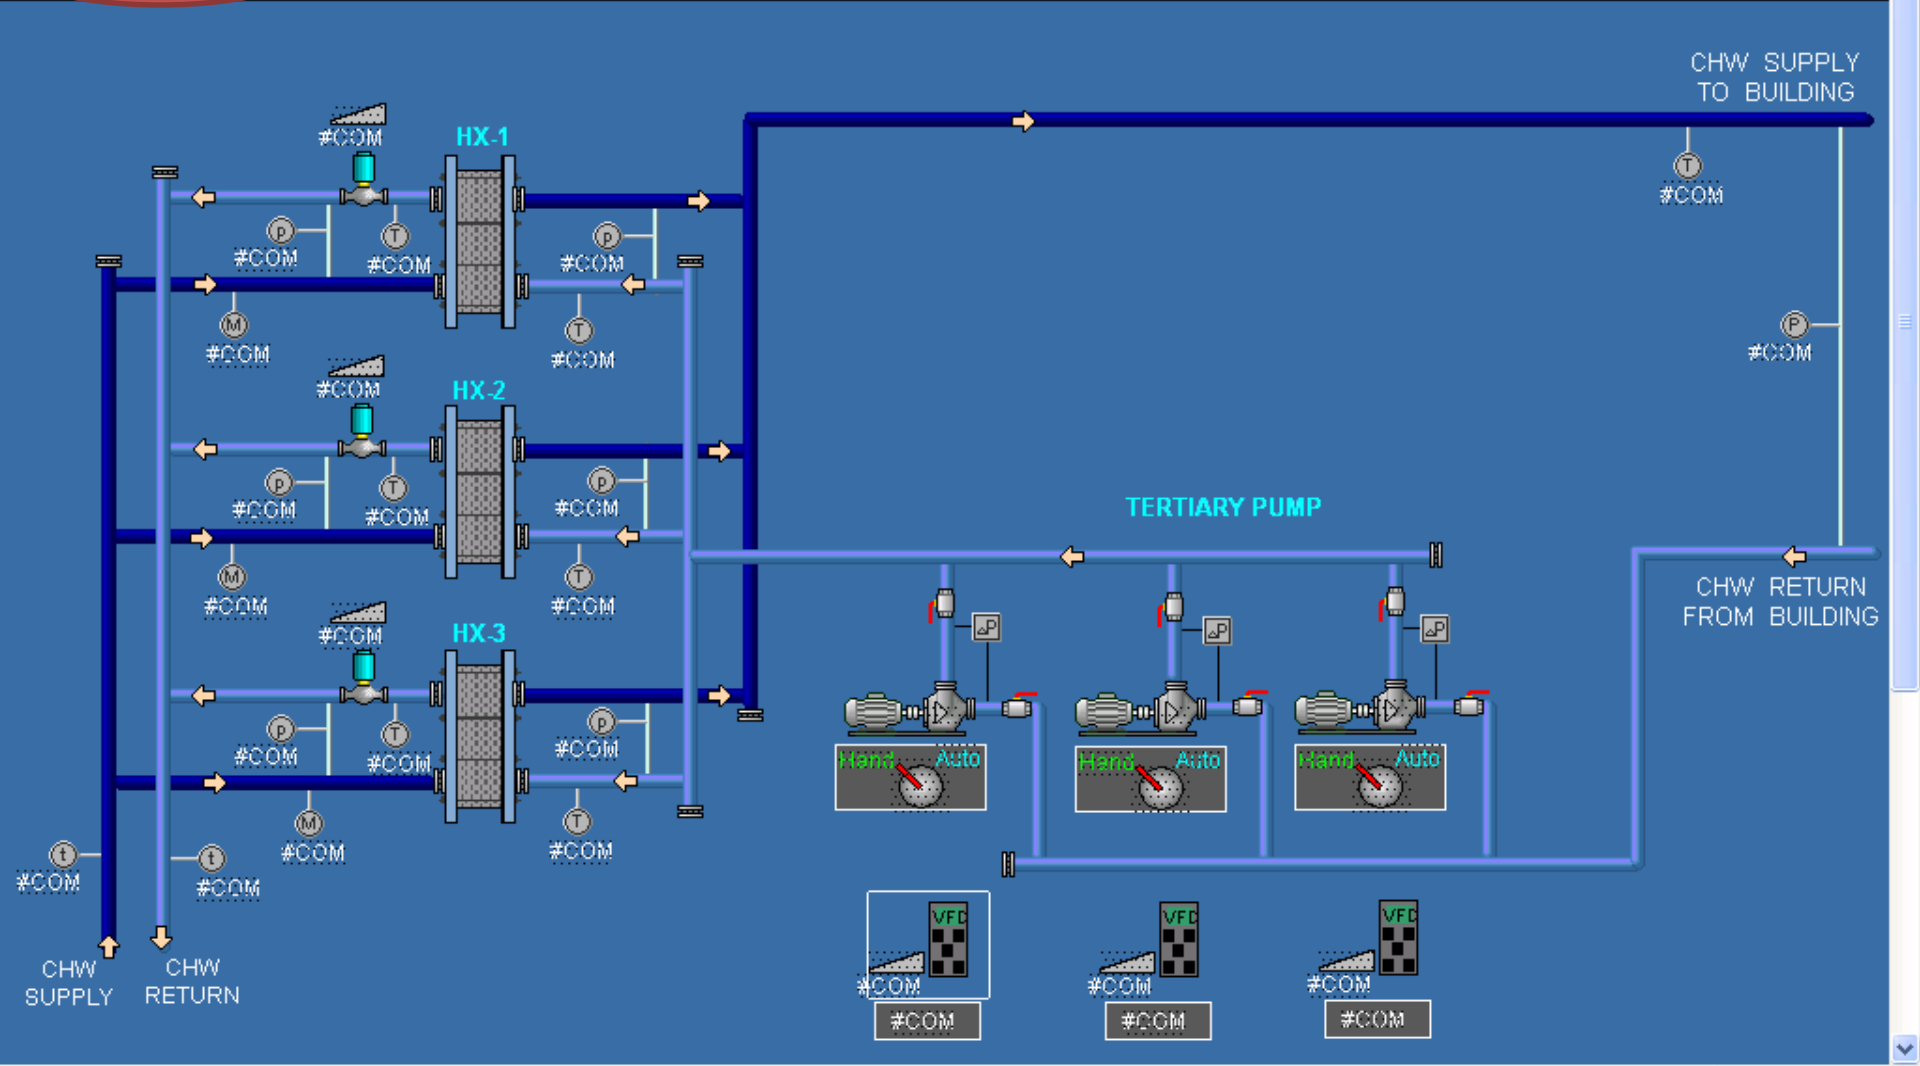 CHW SUPPLY
TO BUILDING
#COM
HX-1
#COM
p
#COM
T
#COM
p
#COM
T
#COM
M
#COM
T
#COM
P
#COM
#COM
HX-2
p
#COM
T
#COM
p
#COM
M
#COM
T
#COM
TERTIARY PUMP
CHW RETURN
FROM BUILDING
#COM
HX-3
p
#COM
T
#COM
p
#COM
M
#COM
T
#COM
△P
△P
△P
Hand Auto
Hand Auto
Hand Auto
t
#COM
t
#COM
CHW
SUPPLY
CHW
RETURN
VFD
#COM
#COM
VFD
#COM
#COM
VFD
#COM
#COM